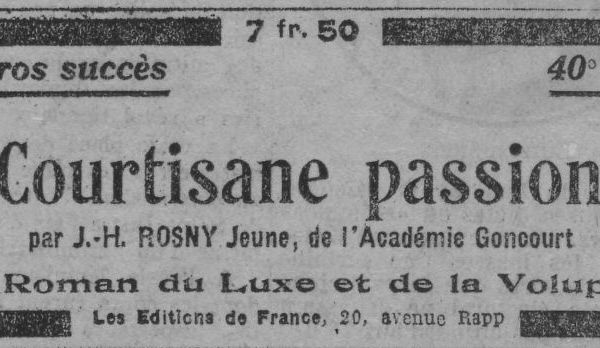 7 fr. 50
ros succès 40°
Courtisane passion
par J.-H. ROSNY Jeune, de l'Académie Goncourt
Roman du Luxe et de la Volup
Les Editions de France, 20, avenue Rapp